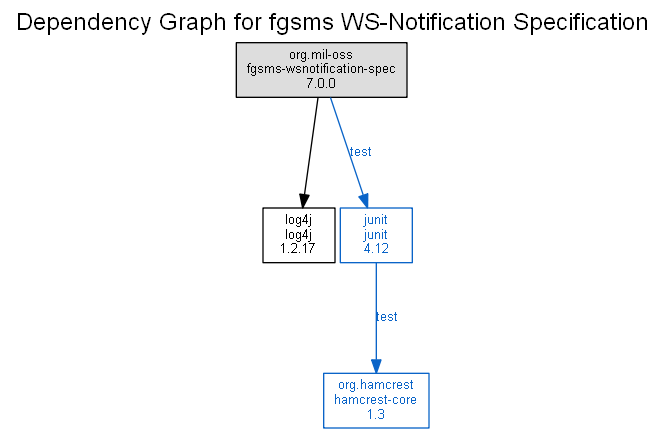 Dependency Graph for fgsms WS-Notification Specification
org.mil-oss
fgsms-wsnotification-spec
7.0.0
test
log4j
log4j
1.2.17
junit
junit
4.12
test
org.hamcrest
hamcrest-core
1.3